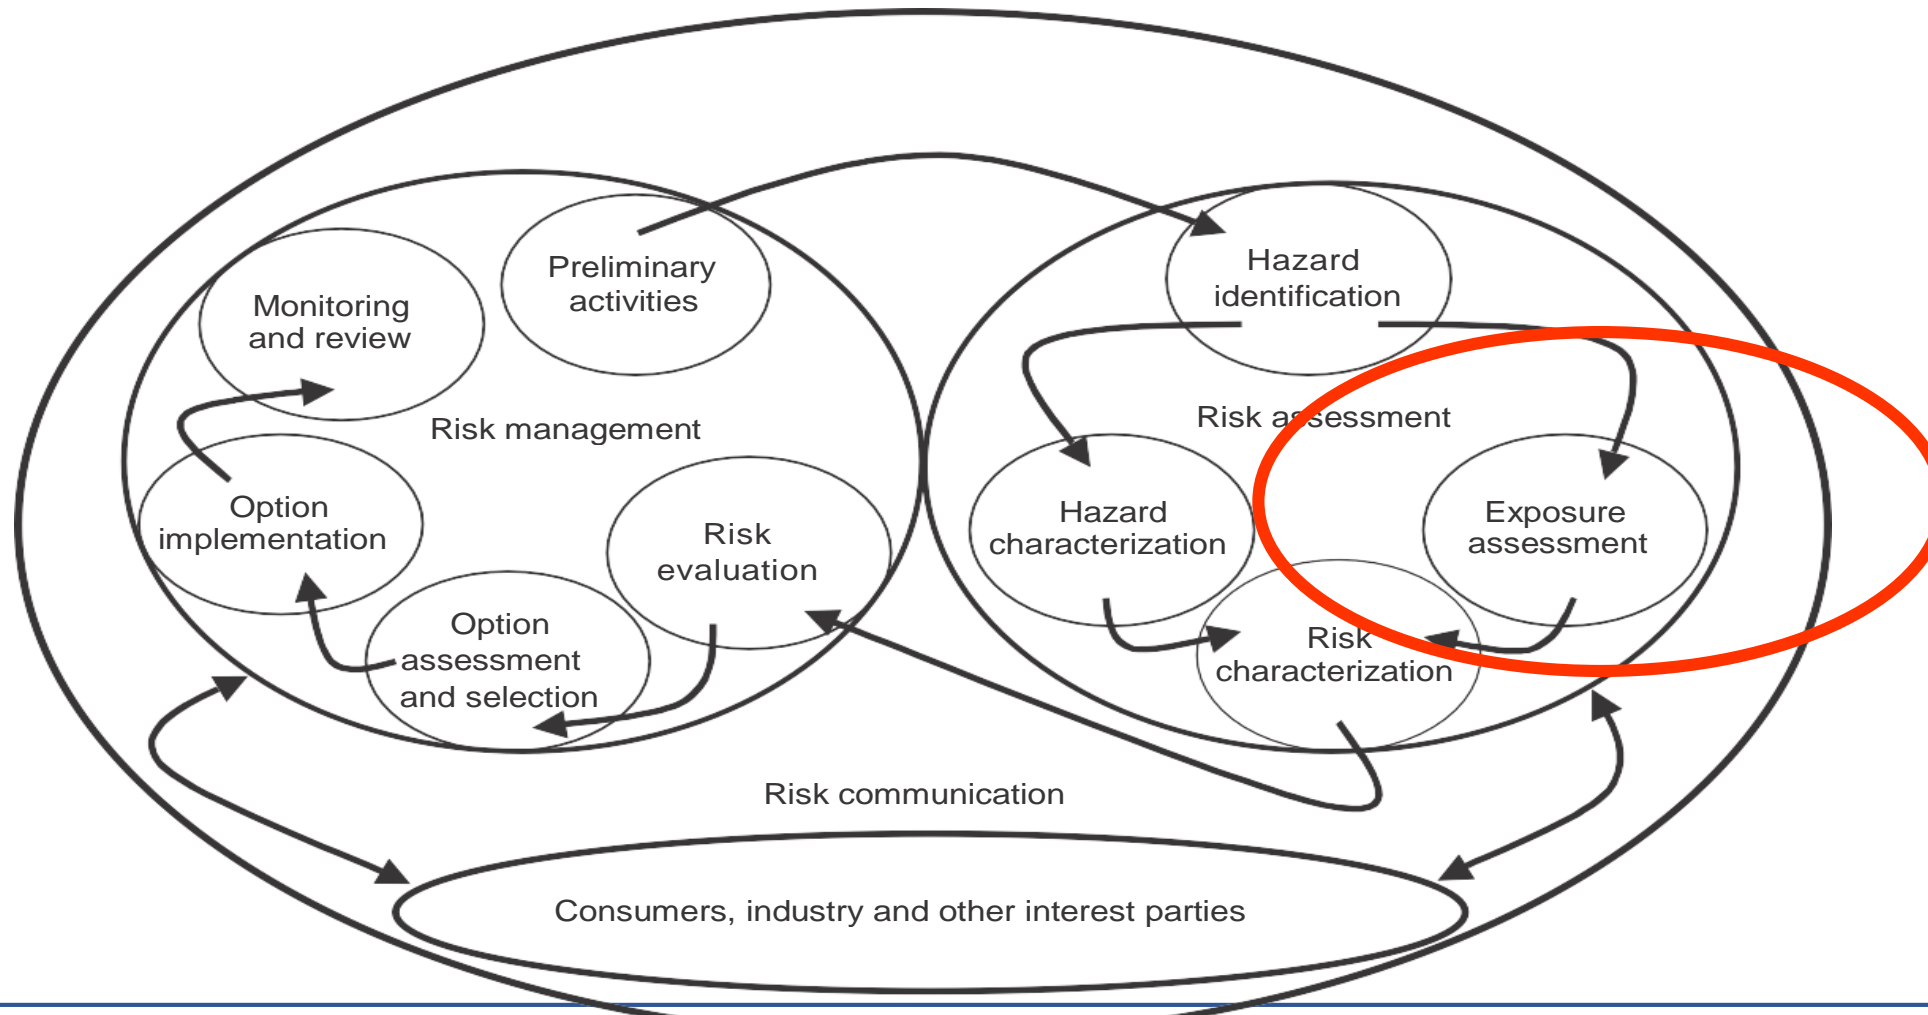 Preliminary
activities
Monitoring
and review
Risk management
Option
implementation
Risk
evaluation
Option
assessment
and selection
Hazard
identification
Risk assessment
Hazard
characterization
Exposure
assessment
Risk
characterization
Risk communication
Consumers, industry and other interest parties